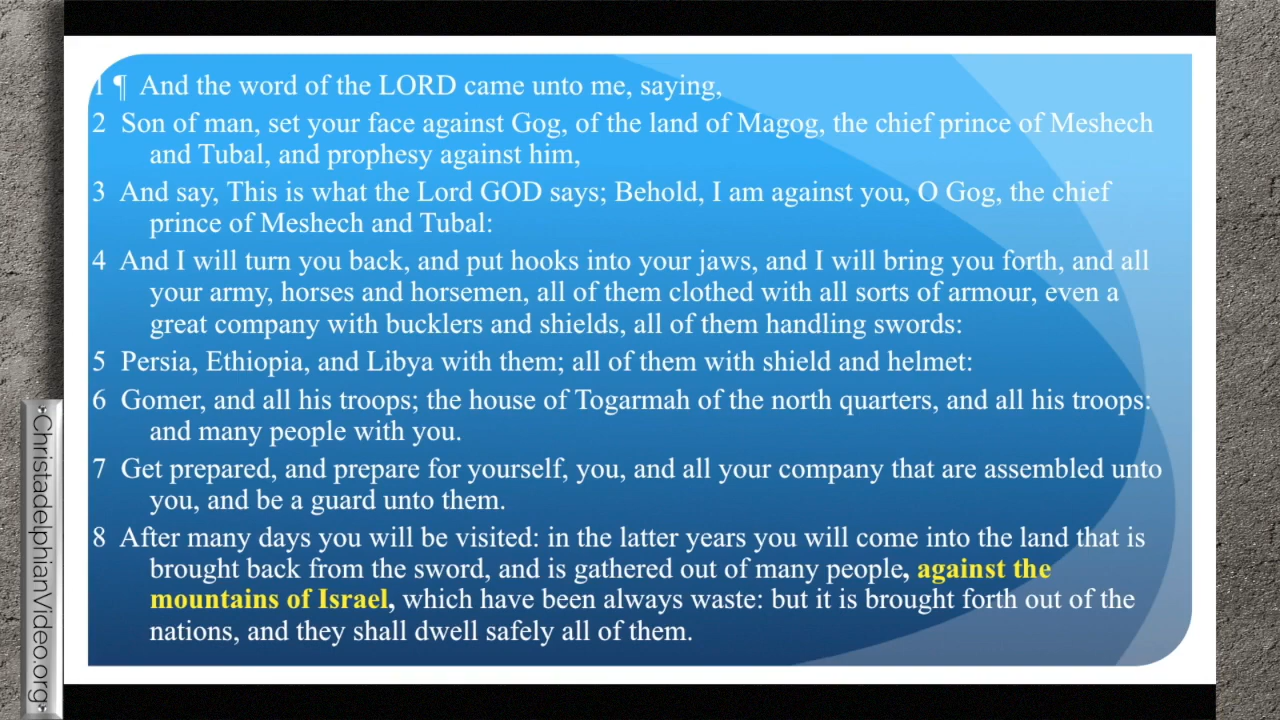 1 ¶ And the word of the LORD came unto me, saying,
2 Son of man, set your face against Gog, of the land of Magog, the chief prince of Meshech
and Tubal, and prophesy against him,
3 And say, This is what the Lord GOD says; Behold, I am against you, O Gog, the chief
prince of Meshech and Tubal:
4 And I will turn you back, and put hooks into your jaws, and I will bring you forth, and all
your army, horses and horsemen, all of them clothed with all sorts of armour, even a
great company with bucklers and shields, all of them handling swords:
5 Persia, Ethiopia, and Libya with them; all of them with shield and helmet:
6 Gomer, and all his troops; the house of Togarmah of the north quarters, and all his troops:
and many people with you.
7 Get prepared, and prepare for yourself, you, and all your company that are assembled unto
you, and be a guard unto them.
8 After many days you will be visited: in the latter years you will come into the land that is
brought back from the sword, and is gathered out of many people, against the
mountains of Israel, which have been always waste: but it is brought forth out of the
nations, and they shall dwell safely all of them.
ChristadelphianVideo.org